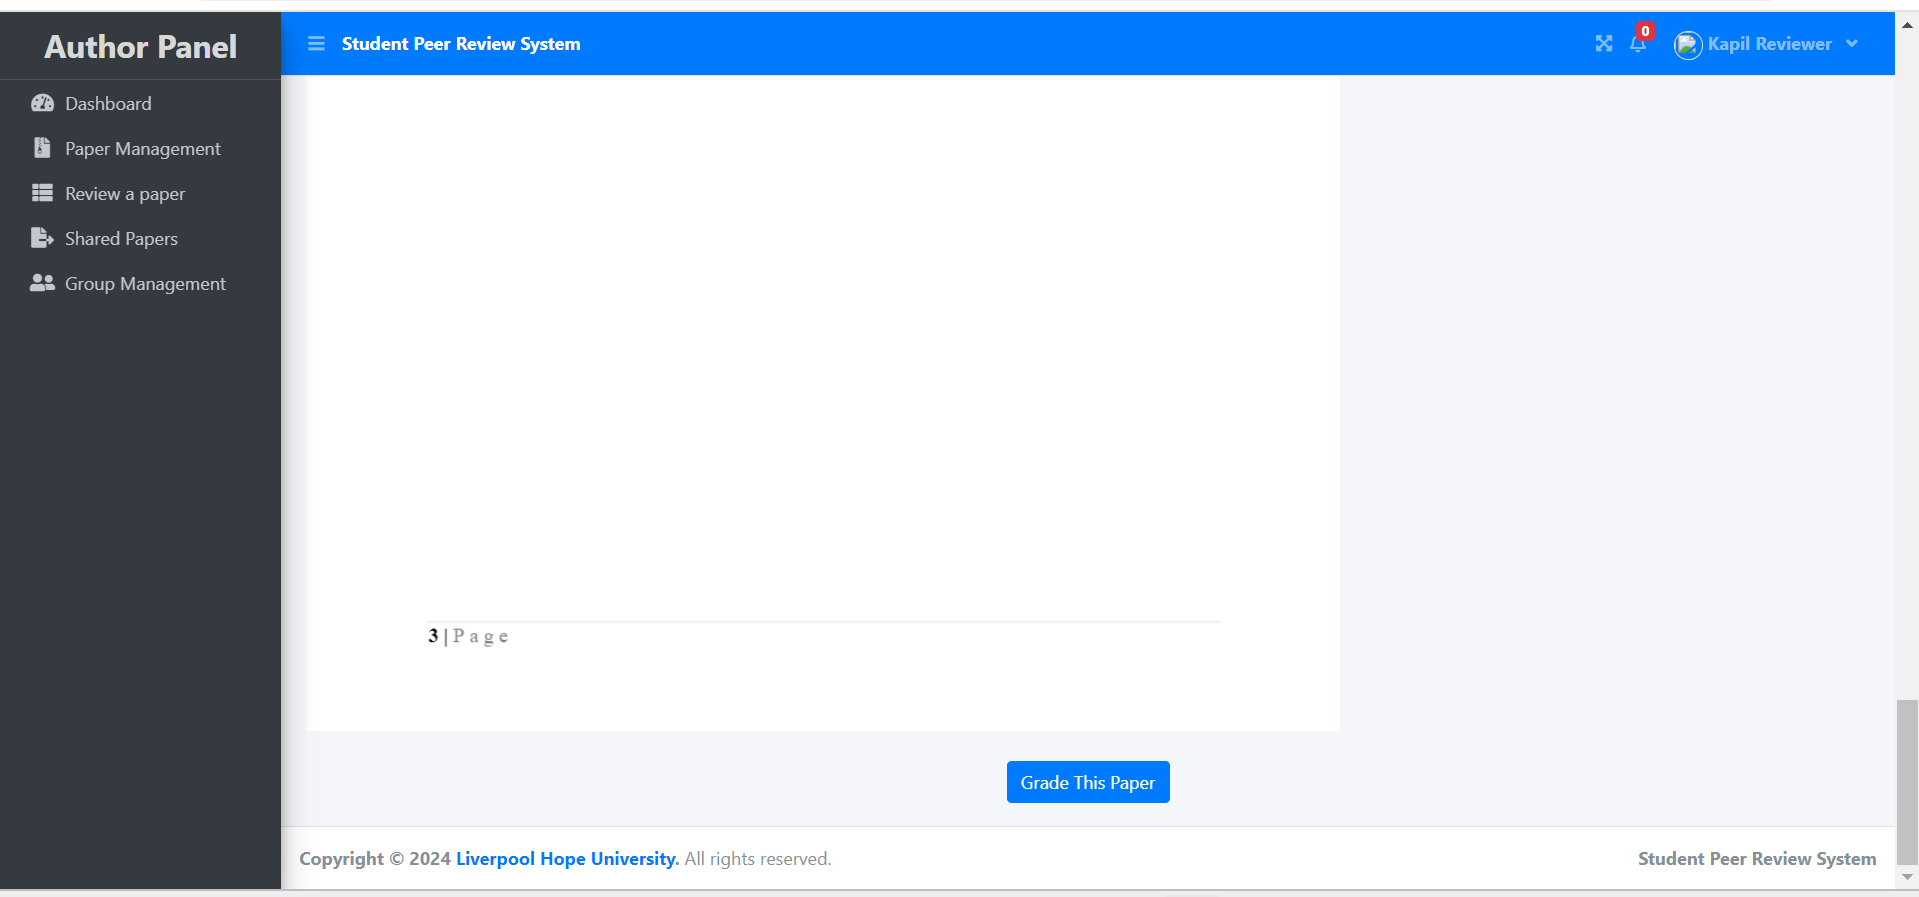 Author Panel
Student Peer Review System
0
Kapil Reviewer
Dashboard
Paper Management
Review a paper
Shared Papers
Group Management
3 | P a g e
Grade This Paper
Copyright © 2024 Liverpool Hope University. All rights reserved.
Student Peer Review System